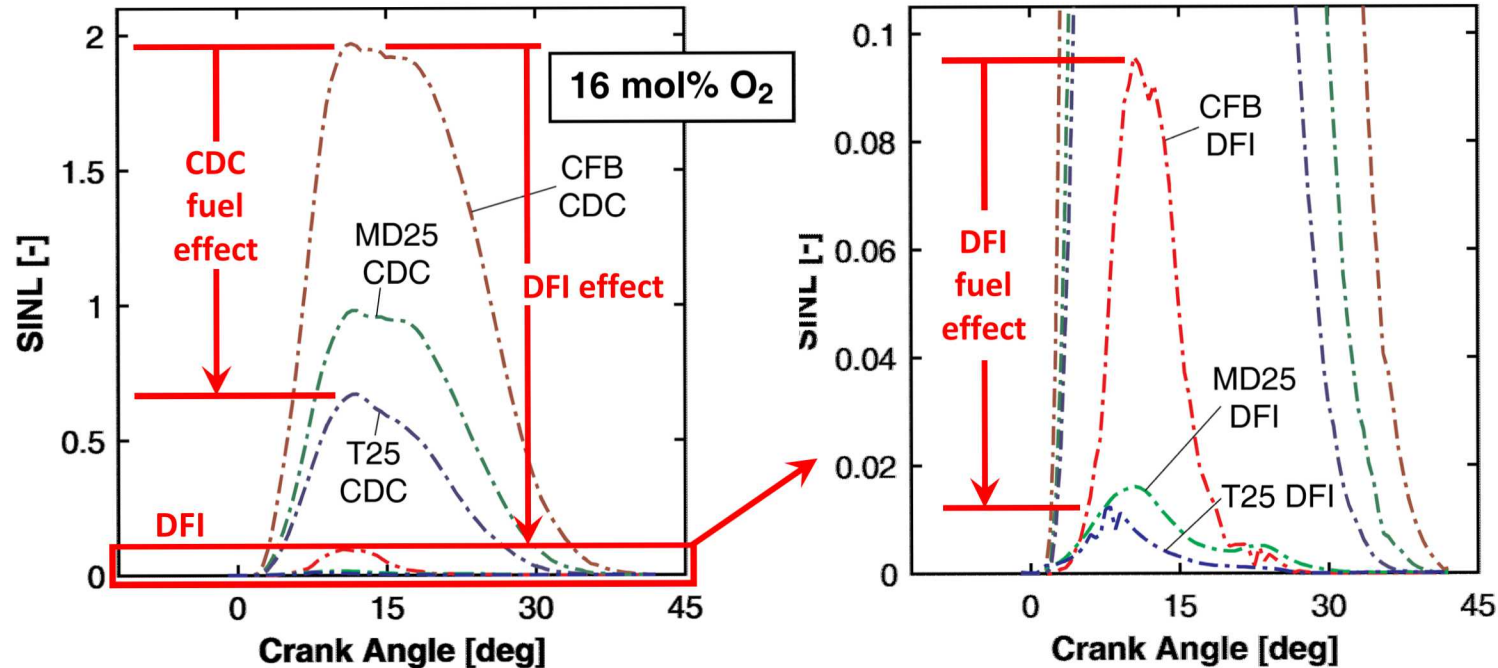 2
1.5
1
0.5
0
SINL [-]
16 mol% O₂
CDC
fuel
effect
CFB
CDC
MD25
CDC
DFI effect
T25
CDC
DFI
0
15
30
45
Crank Angle [deg]
0.1
0.08
0.06
0.04
0.02
0
SINL [-]
CFB
DFI
DFI
fuel
effect
MD25
DFI
T25 DFI
0
15
30
45
Crank Angle [deg]